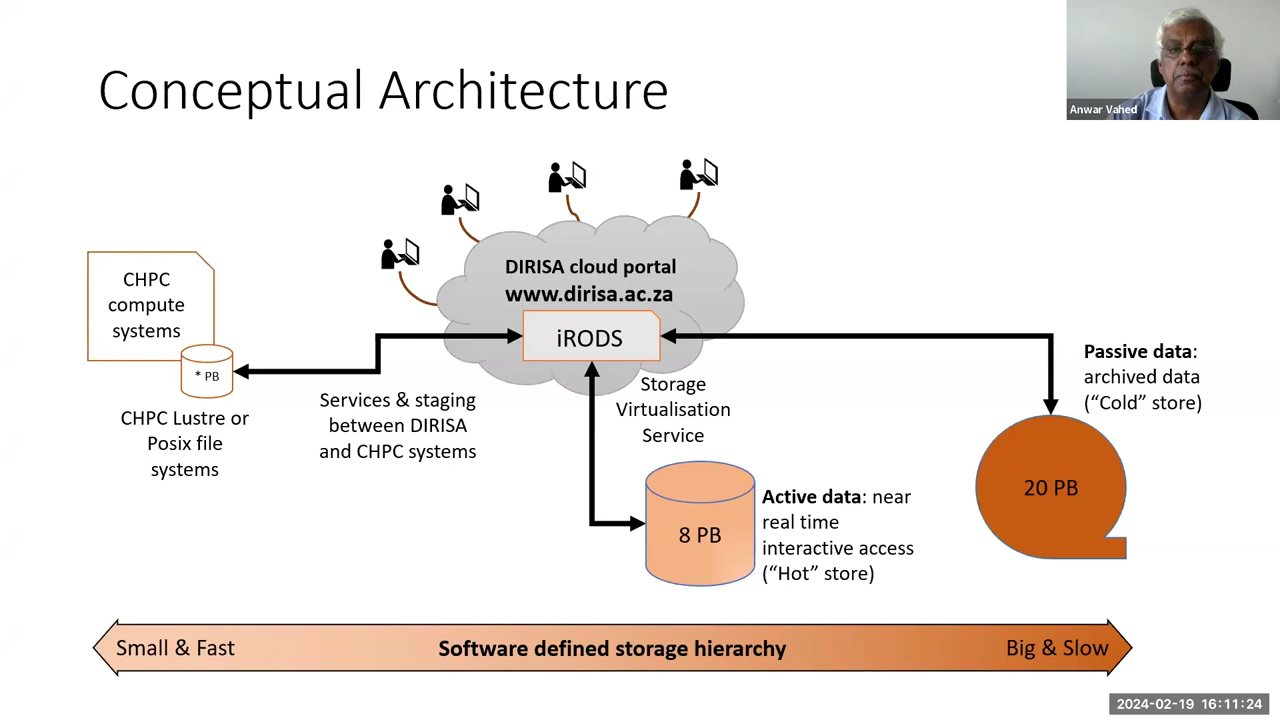 Conceptual Architecture
Anwar Vahed
DIRISA cloud portal
www.dirisa.ac.za
iRODS
CHPC
compute
systems
* PB
CHPC Lustre or
Posix file
systems
Services & staging
between DIRISA
and CHPC systems
Storage
Virtualisation
Service
8 PB
Active data: near
real time
interactive access
(“Hot” store)
Passive data:
archived data
(“Cold” store)
20 PB
Small & Fast
Software defined storage hierarchy
Big & Slow
2024-02-19 16:11:24